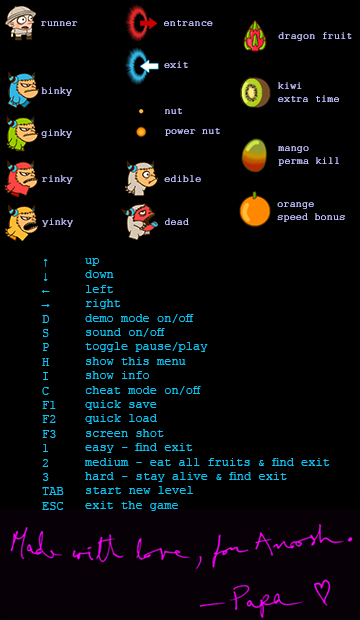 runner
entrance
dragon fruit
exit
binky
kiwi
extra time
nut
ginky
power nut
mango
perma kill
rinky
edible
yinky
dead
orange
speed bonus
↑ up
↓ down
← left
→ right
D demo mode on/off
S sound on/off
P toggle pause/play
H show this menu
I show info
C cheat mode on/off
F1 quick save
F2 quick load
F3 screen shot
1 easy - find exit
2 medium - eat all fruits & find exit
3 hard - stay alive & find exit
TAB start new level
ESC exit the game
Made with love, for Anoosh.
- Papa ♡